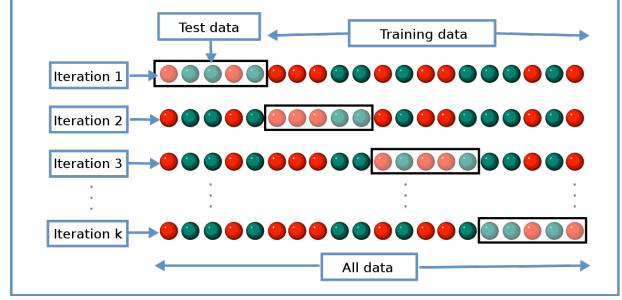 Test data
Training data
Iteration 1
Iteration 2
Iteration 3
Iteration k
All data